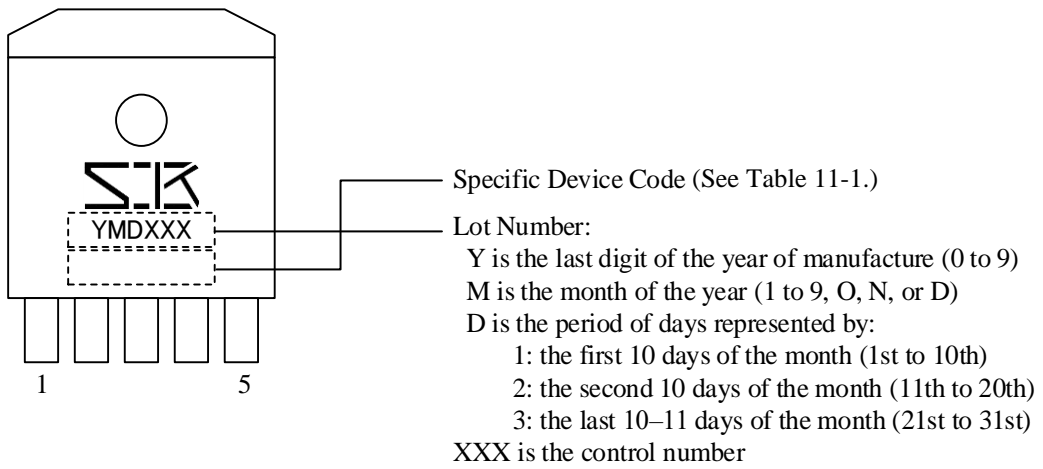 SK
YMDXXX
1 5
Specific Device Code (See Table 11-1.)
Lot Number:
Y is the last digit of the year of manufacture (0 to 9)
M is the month of the year (1 to 9, O, N, or D)
D is the period of days represented by:
1: the first 10 days of the month (1st to 10th)
2: the second 10 days of the month (11th to 20th)
3: the last 10–11 days of the month (21st to 31st)
XXX is the control number